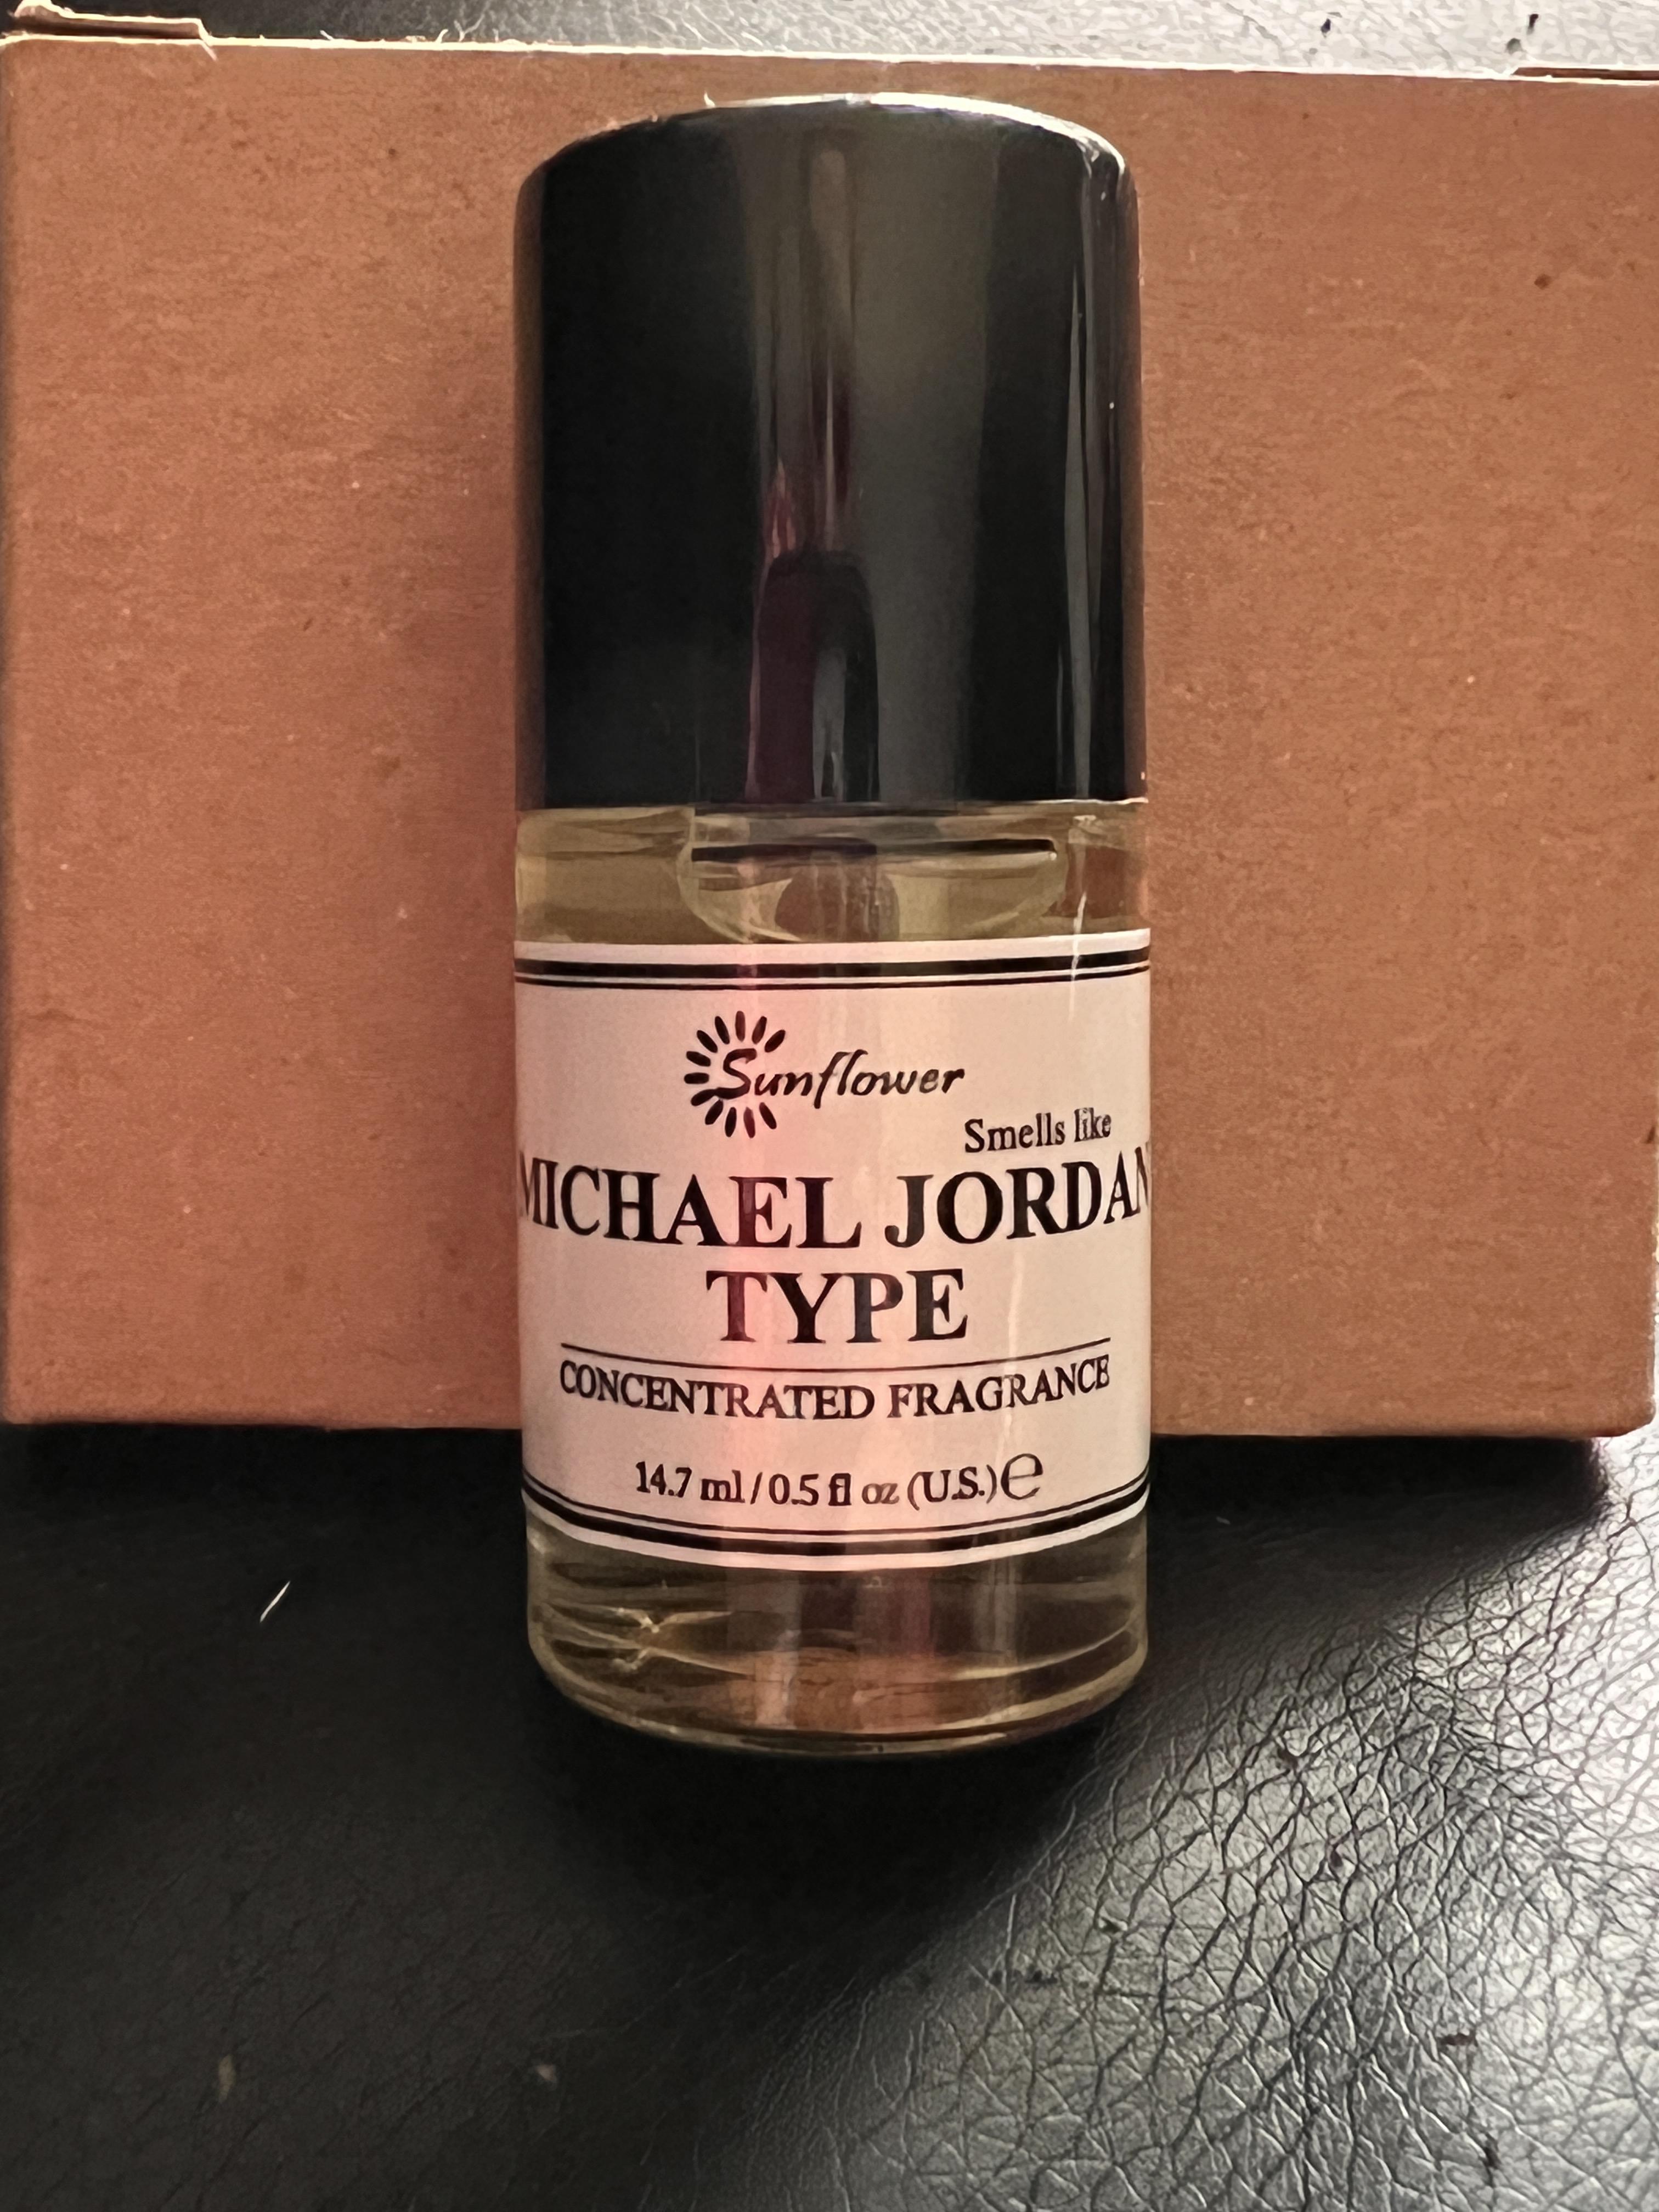 Sunflower
Smells like
MICHAEL JORDAN
TYPE
CONCENTRATED FRAGRANCE
14.7 ml / 0.5 fl oz (U.S.) ℮